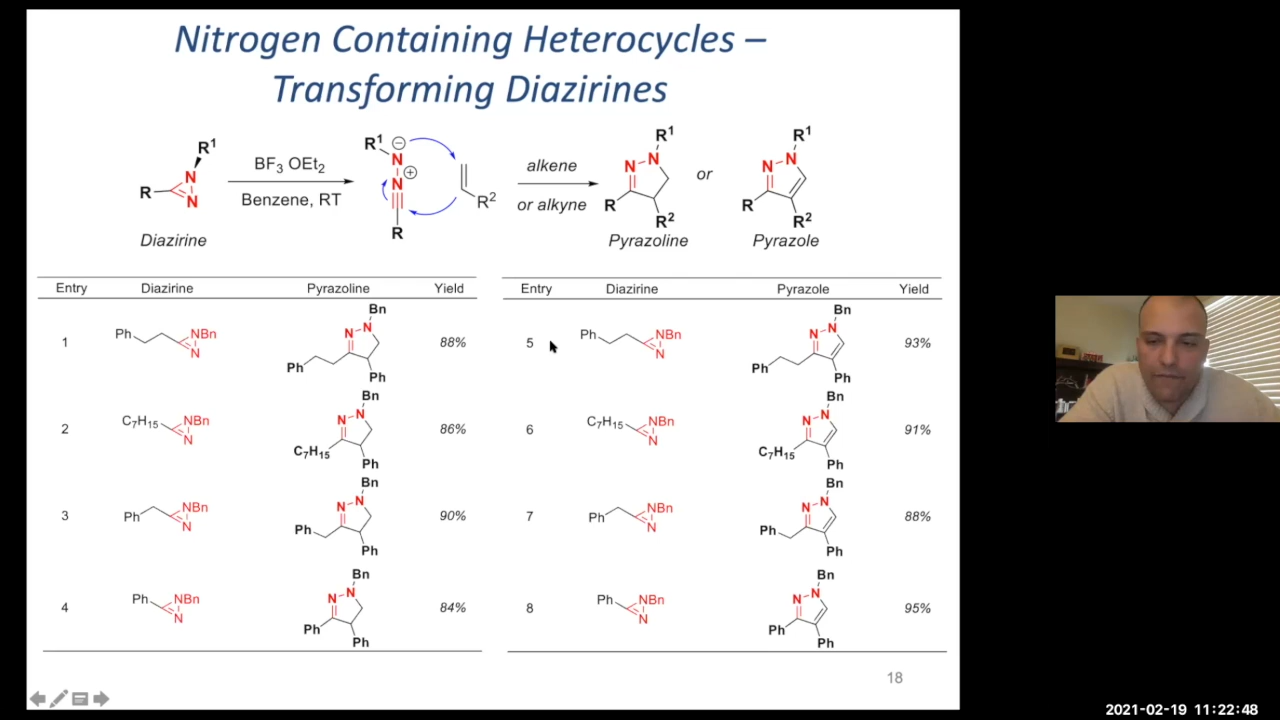 Nitrogen Containing Heterocycles –
Transforming Diazirines
R¹
R
N
N
Diazirine
BF₃ OEt₂
Benzene, RT
R¹
⊖
N
⊕
N
R
R²
alkene
or alkyne
R¹
N
N
R
R²
Pyrazoline
or
R¹
N
N
R
R²
Pyrazole
Entry Diazirine Pyrazoline Yield
1 Ph NBn N Bn N N Ph Ph 88%
2 C₇H₁₅ NBn N Bn N N C₇H₁₅ Ph 86%
3 Ph NBn N Bn N N Ph Ph 90%
4 Ph NBn N Bn N N Ph Ph 84%
Entry Diazirine Pyrazole Yield
5 Ph NBn N Bn N N Ph Ph 93%
6 C₇H₁₅ NBn N Bn N N C₇H₁₅ Ph 91%
7 Ph NBn N Bn N N Ph Ph 88%
8 Ph NBn N Bn N N Ph Ph 95%
18
2021-02-19 11:22:48